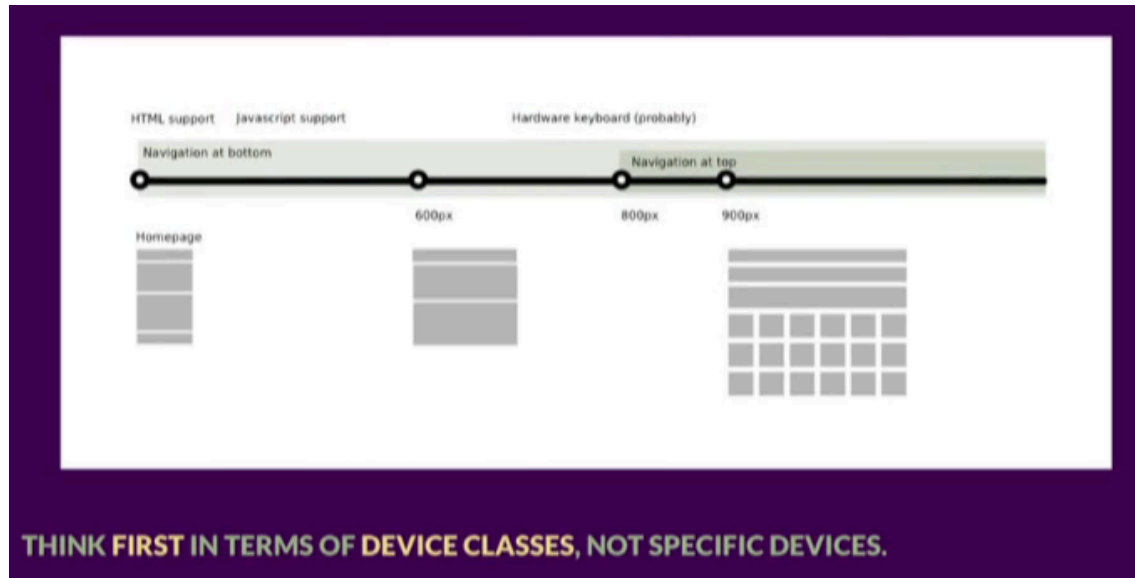 HTML support Javascript support Hardware keyboard (probably)
Navigation at bottom
Navigation at top
600px 800px 900px
Homepage
THINK FIRST IN TERMS OF DEVICE CLASSES, NOT SPECIFIC DEVICES.